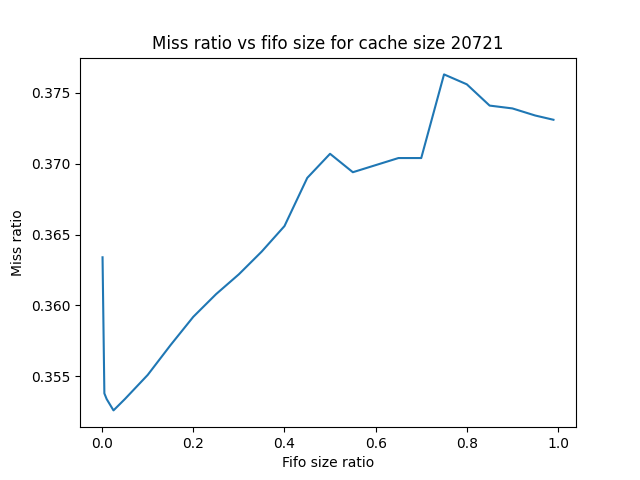 Miss ratio vs fifo size for cache size 20721
0.375
0.370
0.365
0.360
0.355
Miss ratio
0.0 0.2 0.4 0.6 0.8 1.0
Fifo size ratio